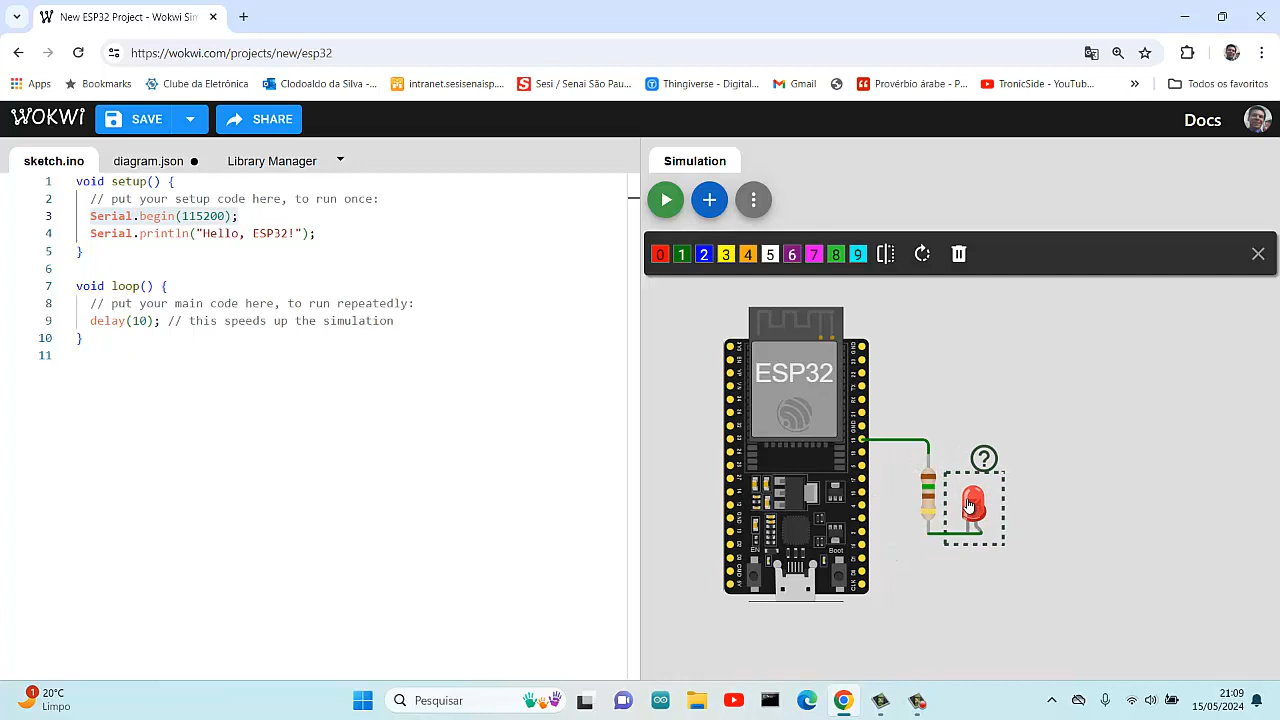 New ESP32 Project - Wokwi Sim
https://wokwi.com/projects/new/esp32
Apps
Bookmarks
Clube da Eletrônica
Clodoaldo da Silva -...
intranet.sesisenaisp...
Sesi / Senai São Pau...
Thingiverse - Digital...
Gmail
Provérbio árabe - P...
TronicSide - YouTub...
»
Todos os favoritos
WOKWi
SAVE
SHARE
Docs
sketch.ino
diagram.json
Library Manager
Simulation
1 void setup() {
2 // put your setup code here, to run once:
3 Serial.begin(115200);
4 Serial.println("Hello, ESP32!");
5 }
6
7 void loop() {
8 // put your main code here, to run repeatedly:
9 delay(10); // this speeds up the simulation
10 }
11
0 1 2 3 4 5 6 7 8 9
ESP32
?
EN
Boot
1
20°C
Limpo
Pesquisar
21:09
15/05/2024